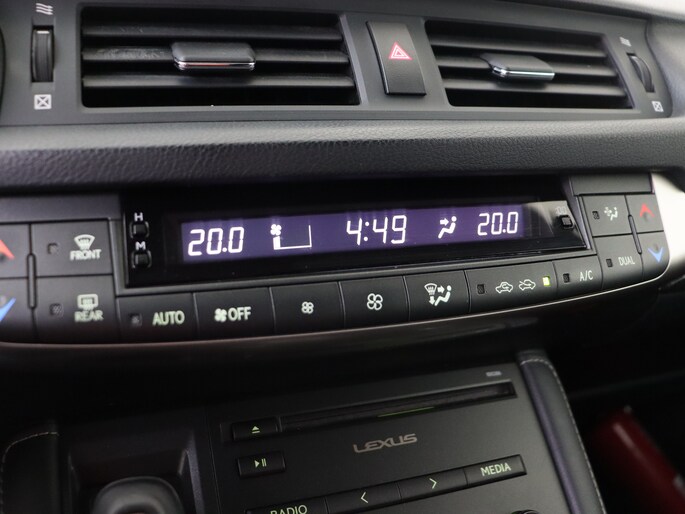 H
M
20.0 4:49 20.0
FRONT
REAR
AUTO
OFF
A/C
DUAL
LEXUS
MEDIA
RADIO